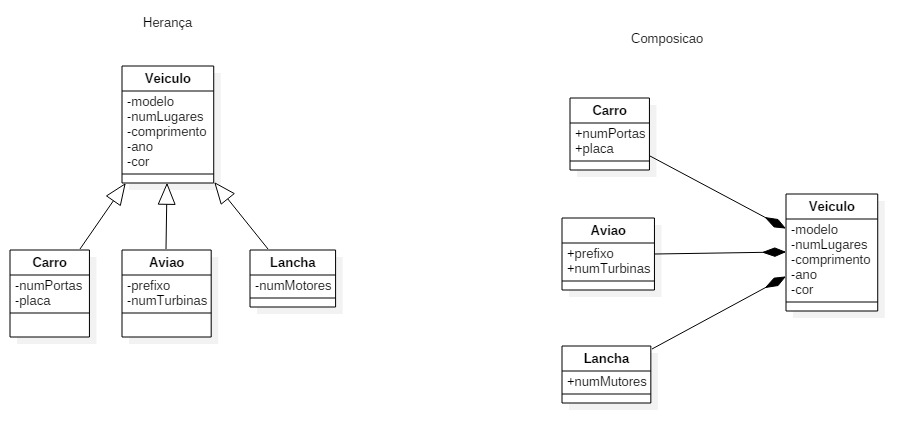 Herança
Veiculo
-modelo
-numLugares
-comprimento
-ano
-cor
Carro
-numPortas
-placa
Aviao
-prefixo
-numTurbinas
Lancha
-numMotores
Composicao
Carro
+numPortas
+placa
Aviao
+prefixo
+numTurbinas
Lancha
+numMutores
Veiculo
-modelo
-numLugares
-comprimento
-ano
-cor